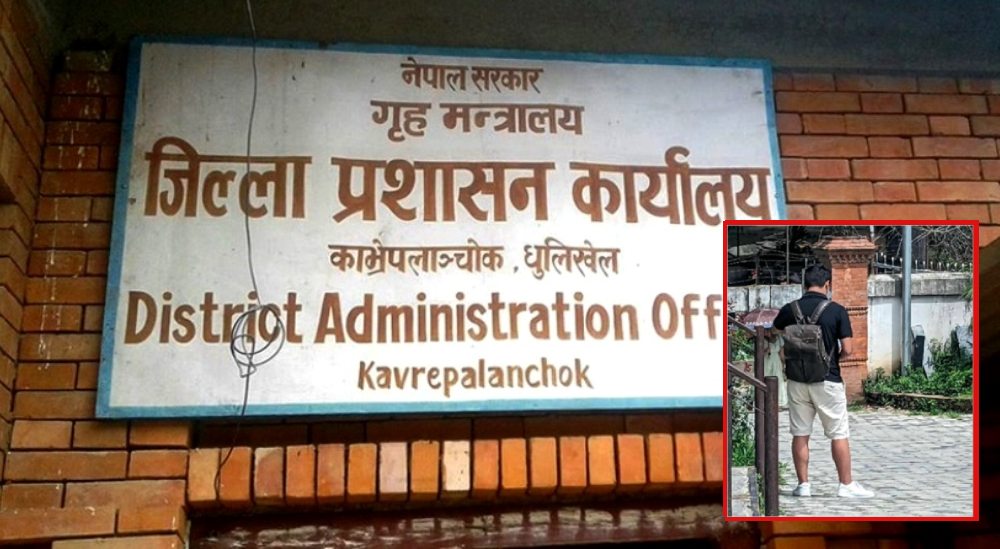 नेपाल सरकार
गृह मन्त्रालय
जिल्ला प्रशासन कार्यालय
काभ्रेपलाञ्चोक , धुलिखेल
District Administration Off
Kavrepalanchok